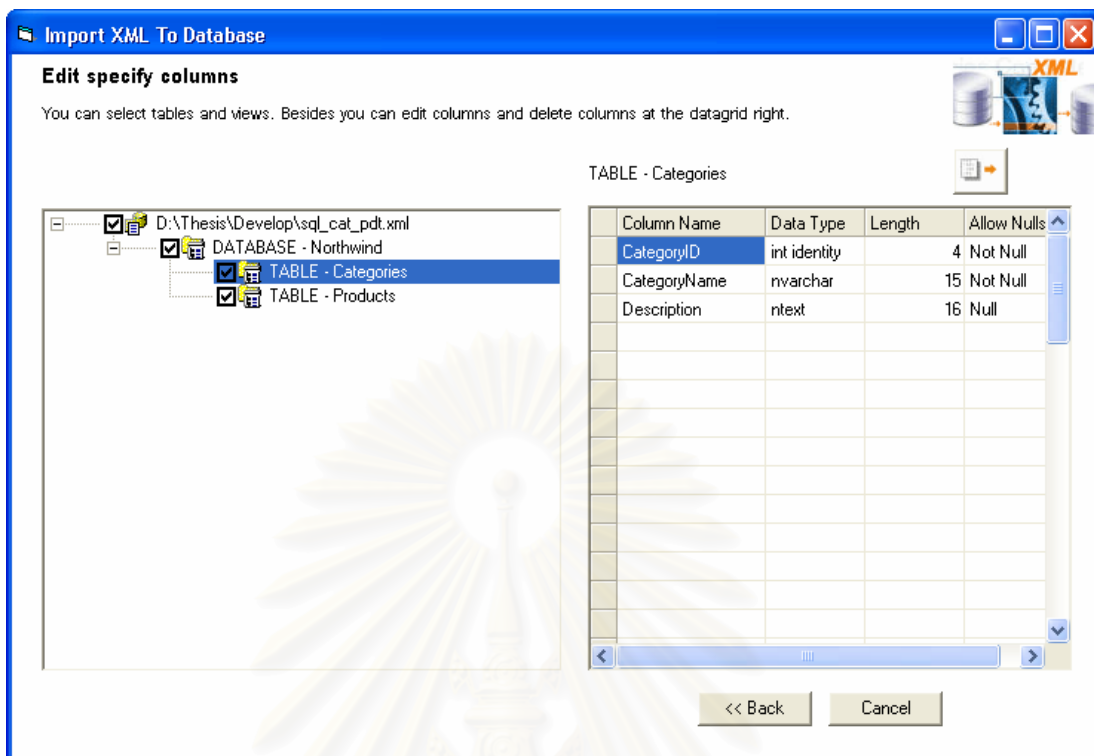 Import XML To Database
Edit specify columns
XML
You can select tables and views. Besides you can edit columns and delete columns at the datagrid right.
TABLE - Categories
D:\Thesis\Develop\sql_cat_pdt.xml
DATABASE - Northwind
TABLE - Categories
TABLE - Products
Column Name Data Type Length Allow Nulls
CategoryID int identity 4 Not Null
CategoryName nvarchar 15 Not Null
Description ntext 16 Null
<< Back Cancel